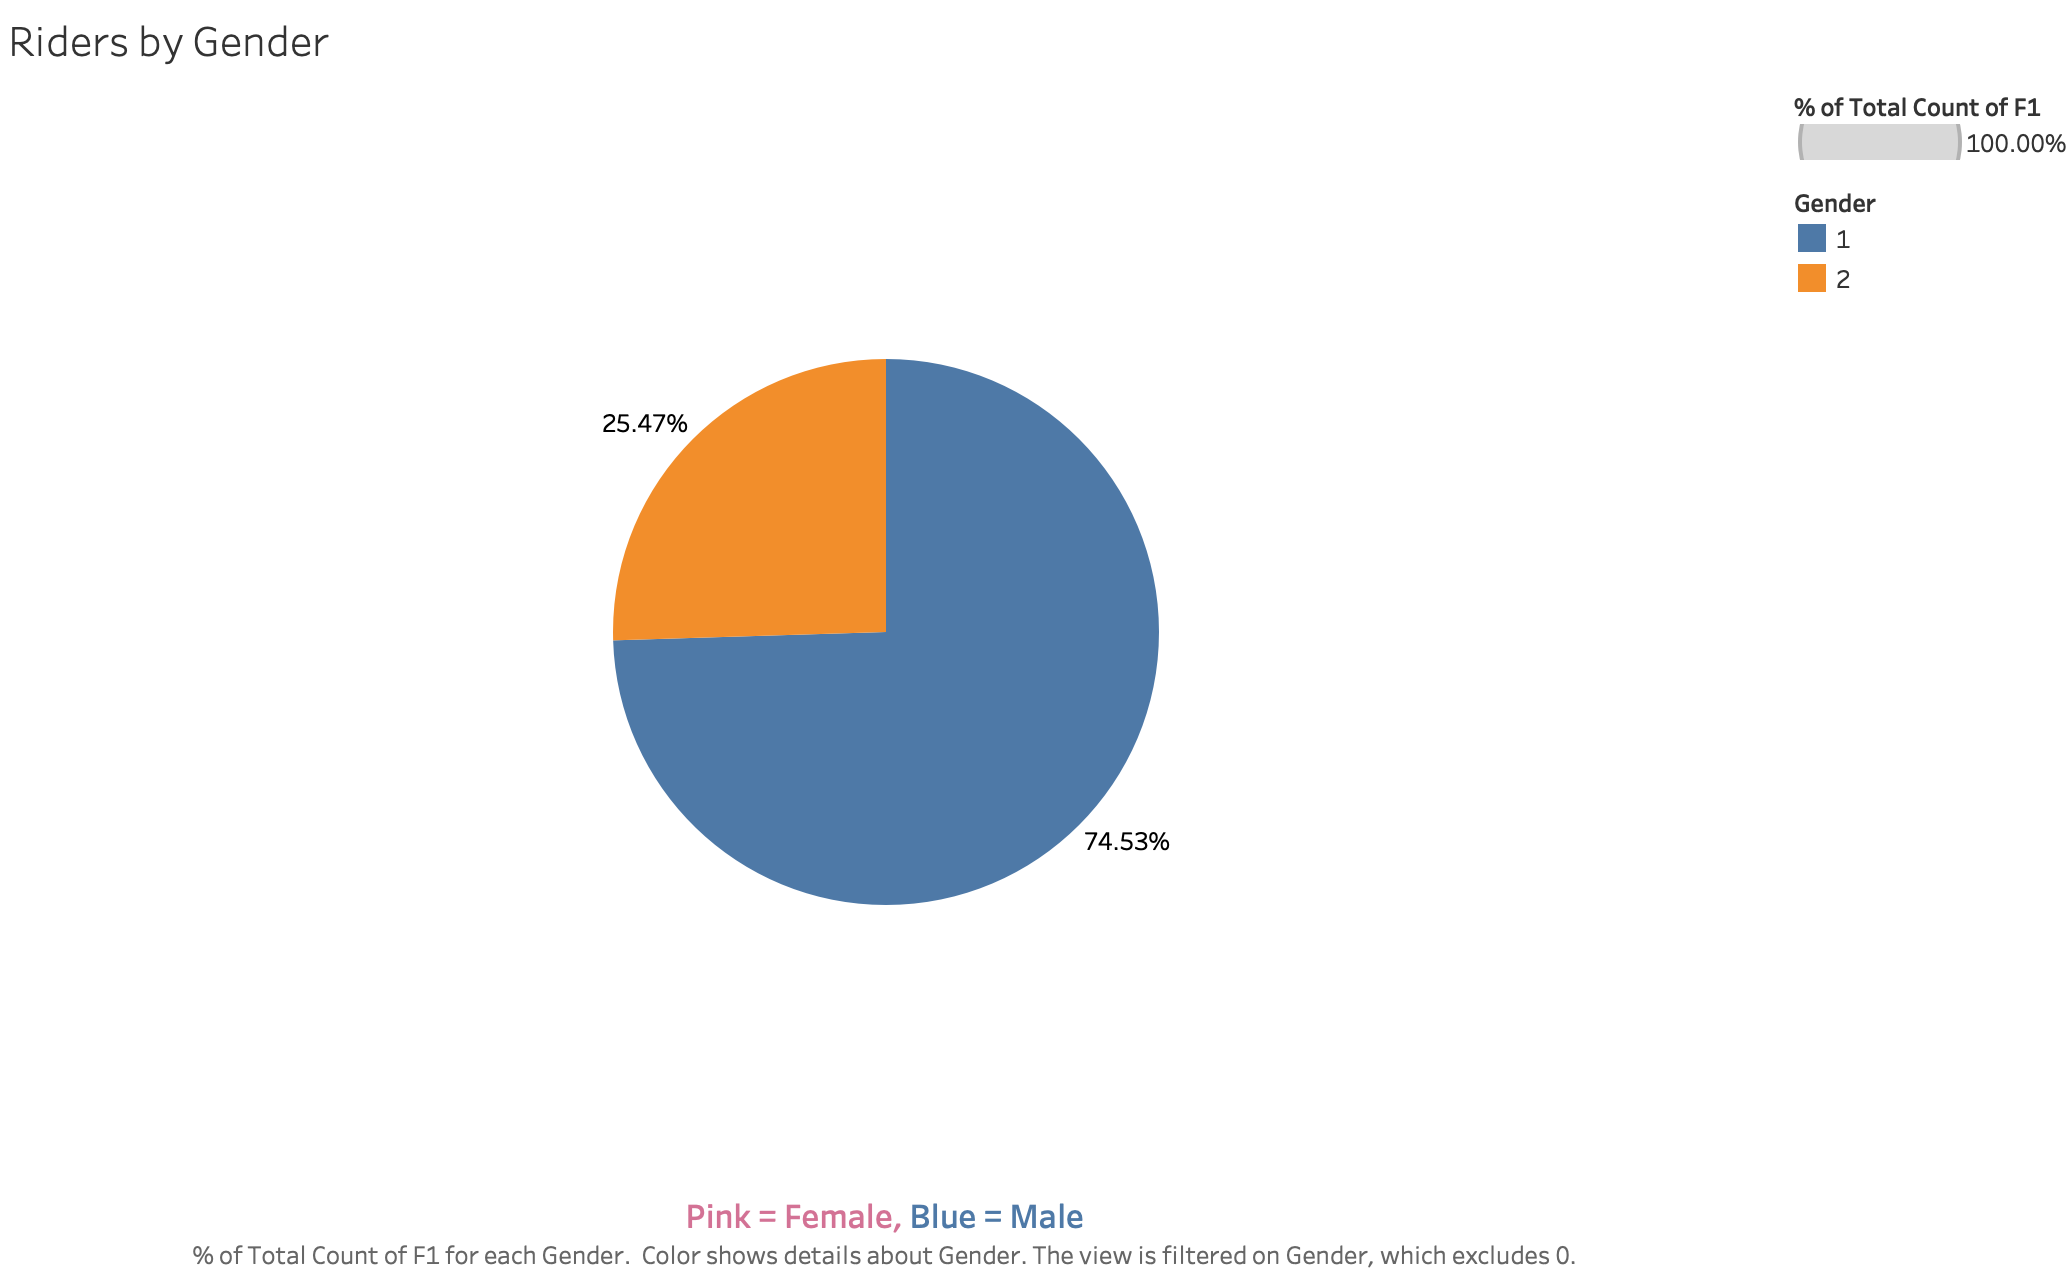 Riders by Gender
% of Total Count of F1
100.00%
Gender
1
2
25.47%
74.53%
Pink = Female, Blue = Male
% of Total Count of F1 for each Gender.  Color shows details about Gender. The view is filtered on Gender, which excludes 0.